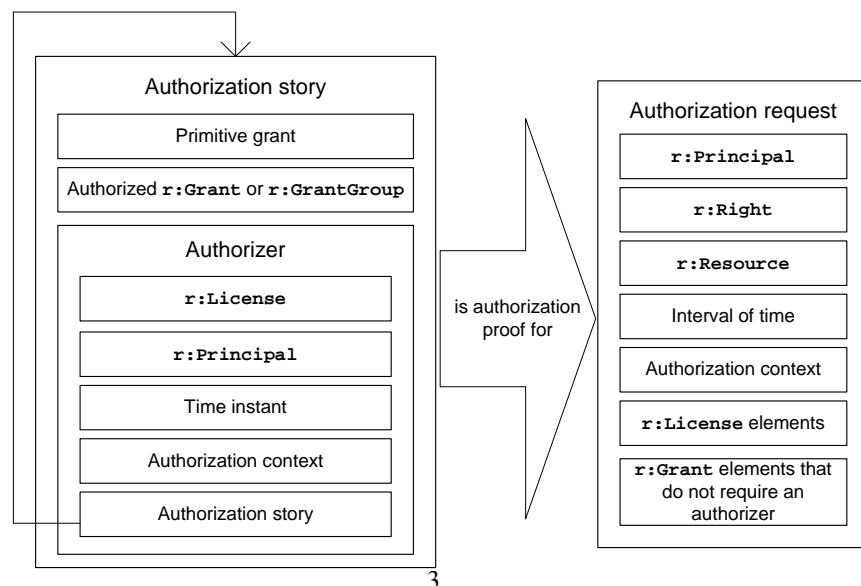 Authorization story
Primitive grant
Authorized r:Grant or r:GrantGroup
Authorizer
r:License
r:Principal
Time instant
Authorization context
Authorization story
is authorization
proof for
Authorization request
r:Principal
r:Right
r:Resource
Interval of time
Authorization context
r:License elements
r:Grant elements that
do not require an
authorizer
3